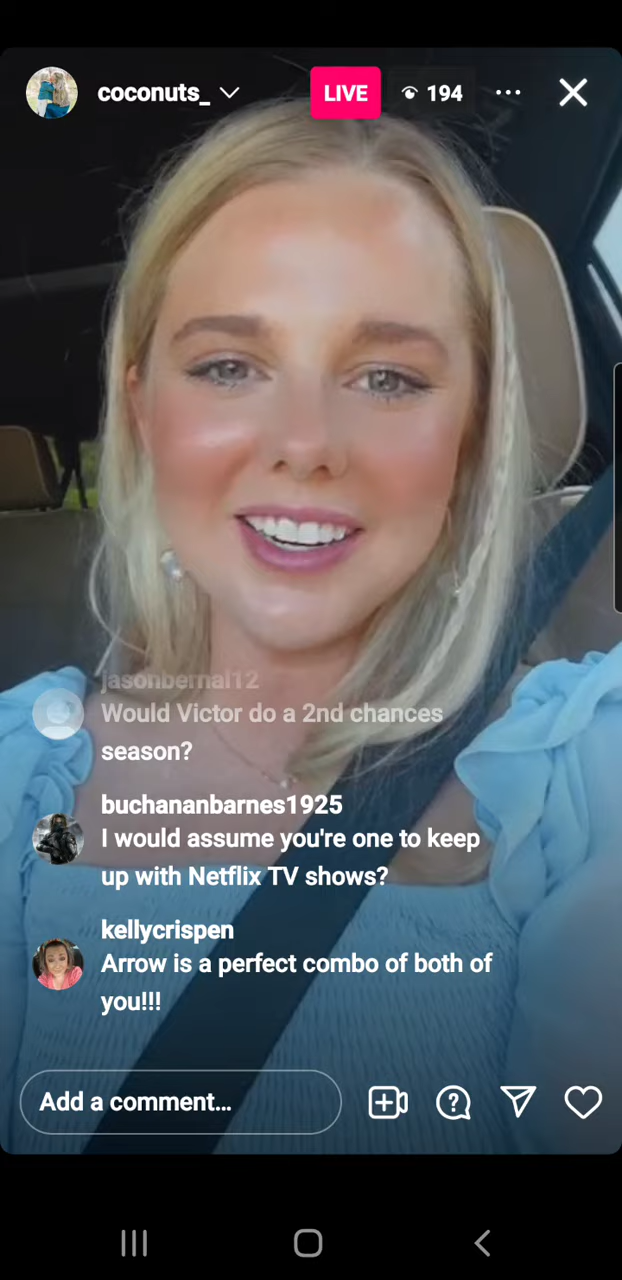 coconuts_
LIVE
194
jasonbernal12
Would Victor do a 2nd chances
season?
buchananbarnes1925
I would assume you're one to keep
up with Netflix TV shows?
kellycrispen
Arrow is a perfect combo of both of
you!!!
Add a comment...